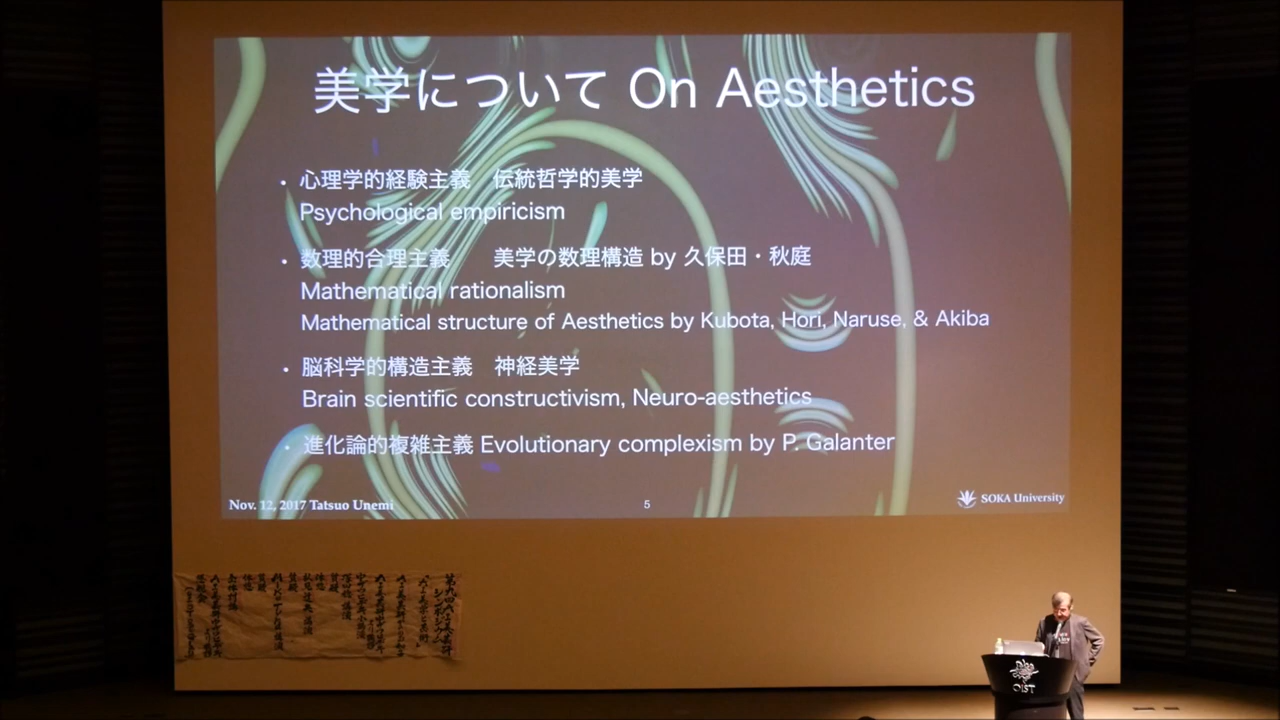 美学について On Aesthetics
• 心理学的経験主義 伝統哲学的美学
Psychological empiricism
• 数理的合理主義 美学の数理構造 by 久保田・秋庭
Mathematical rationalism
Mathematical structure of Aesthetics by Kubota, Hori, Naruse, & Akiba
• 脳科学的構造主義 神経美学
Brain scientific constructivism, Neuro-aesthetics
• 進化論的複雑主義 Evolutionary complexism by P. Galanter
Nov. 12, 2017 Tatsuo Unemi
5
SOKA University
OIST